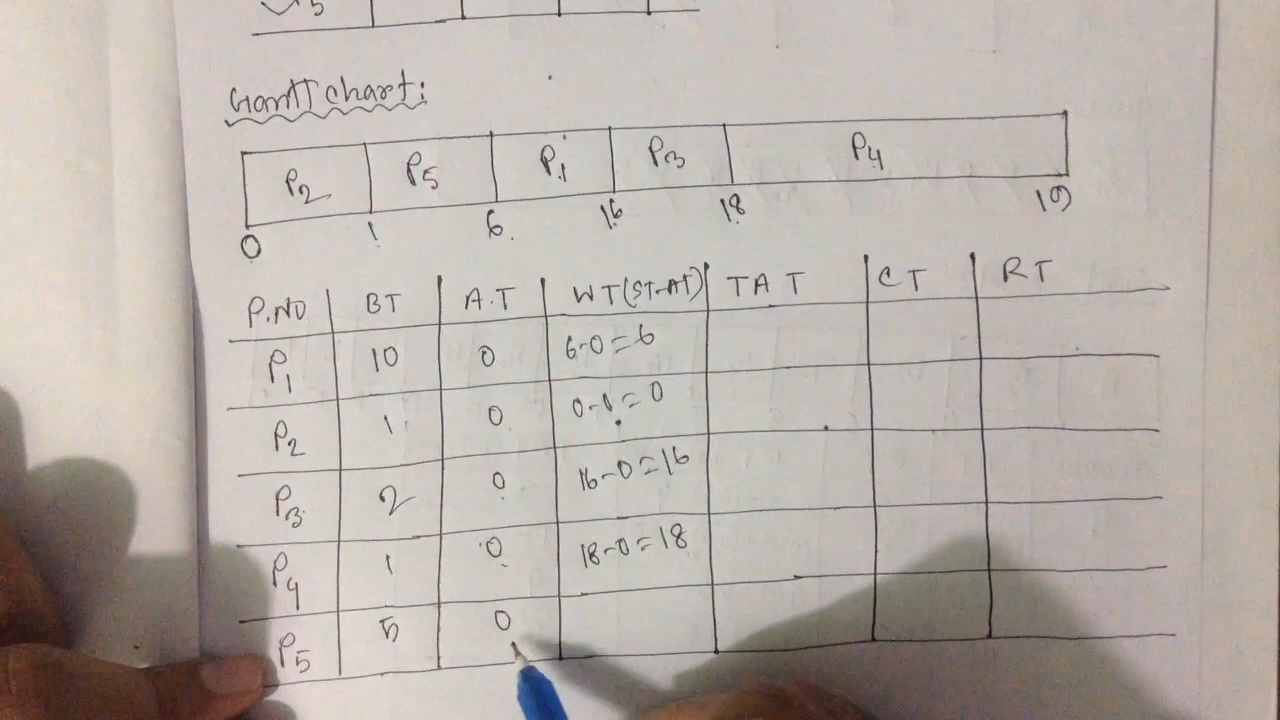 P5
Gantt chart:
P2 P5 P1 P3 P4
0 1 6 16 18 19
P.NO BT A.T WT(ST-AT) TAT CT RT
P1 10 0 6-0=6
P2 1 0 0-0=0
P3 2 0 16-0=16
P4 1 0 18-0=18
P5 5 0